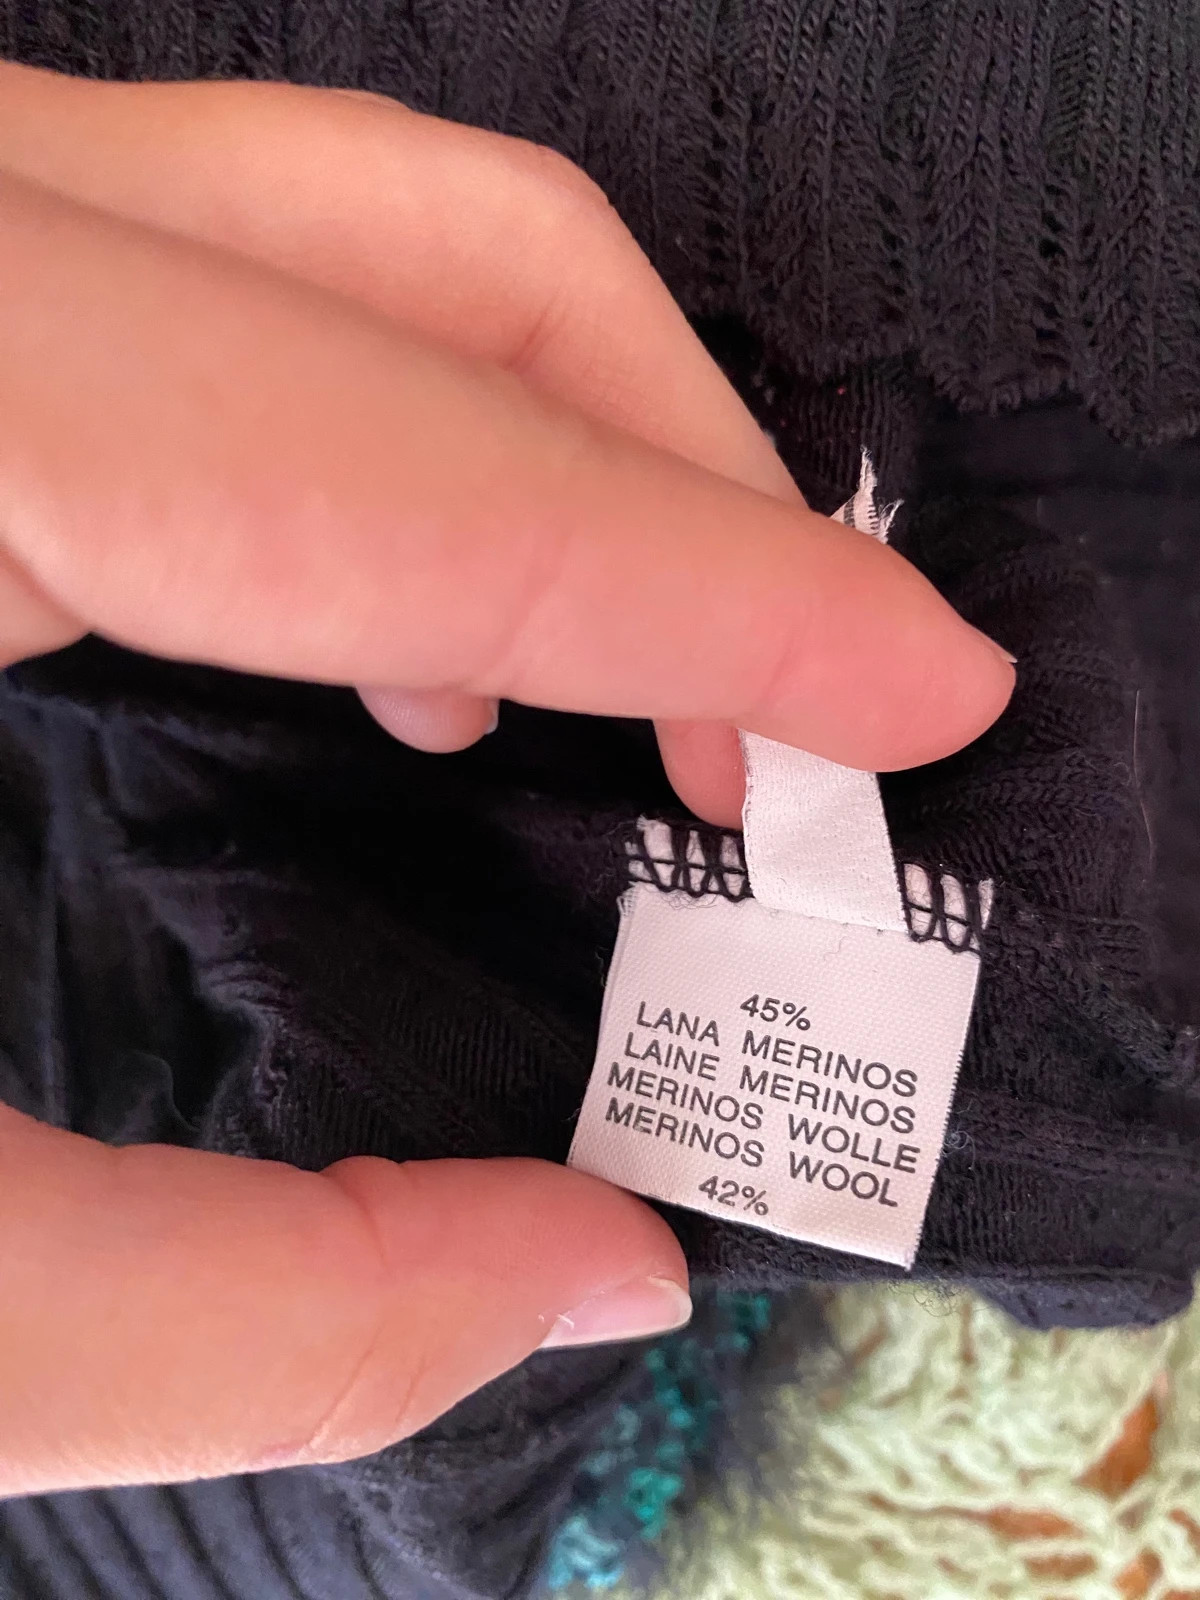 45%
LANA MERINOS
LAINE MERINOS
MERINOS WOLLE
MERINOS WOOL
42%